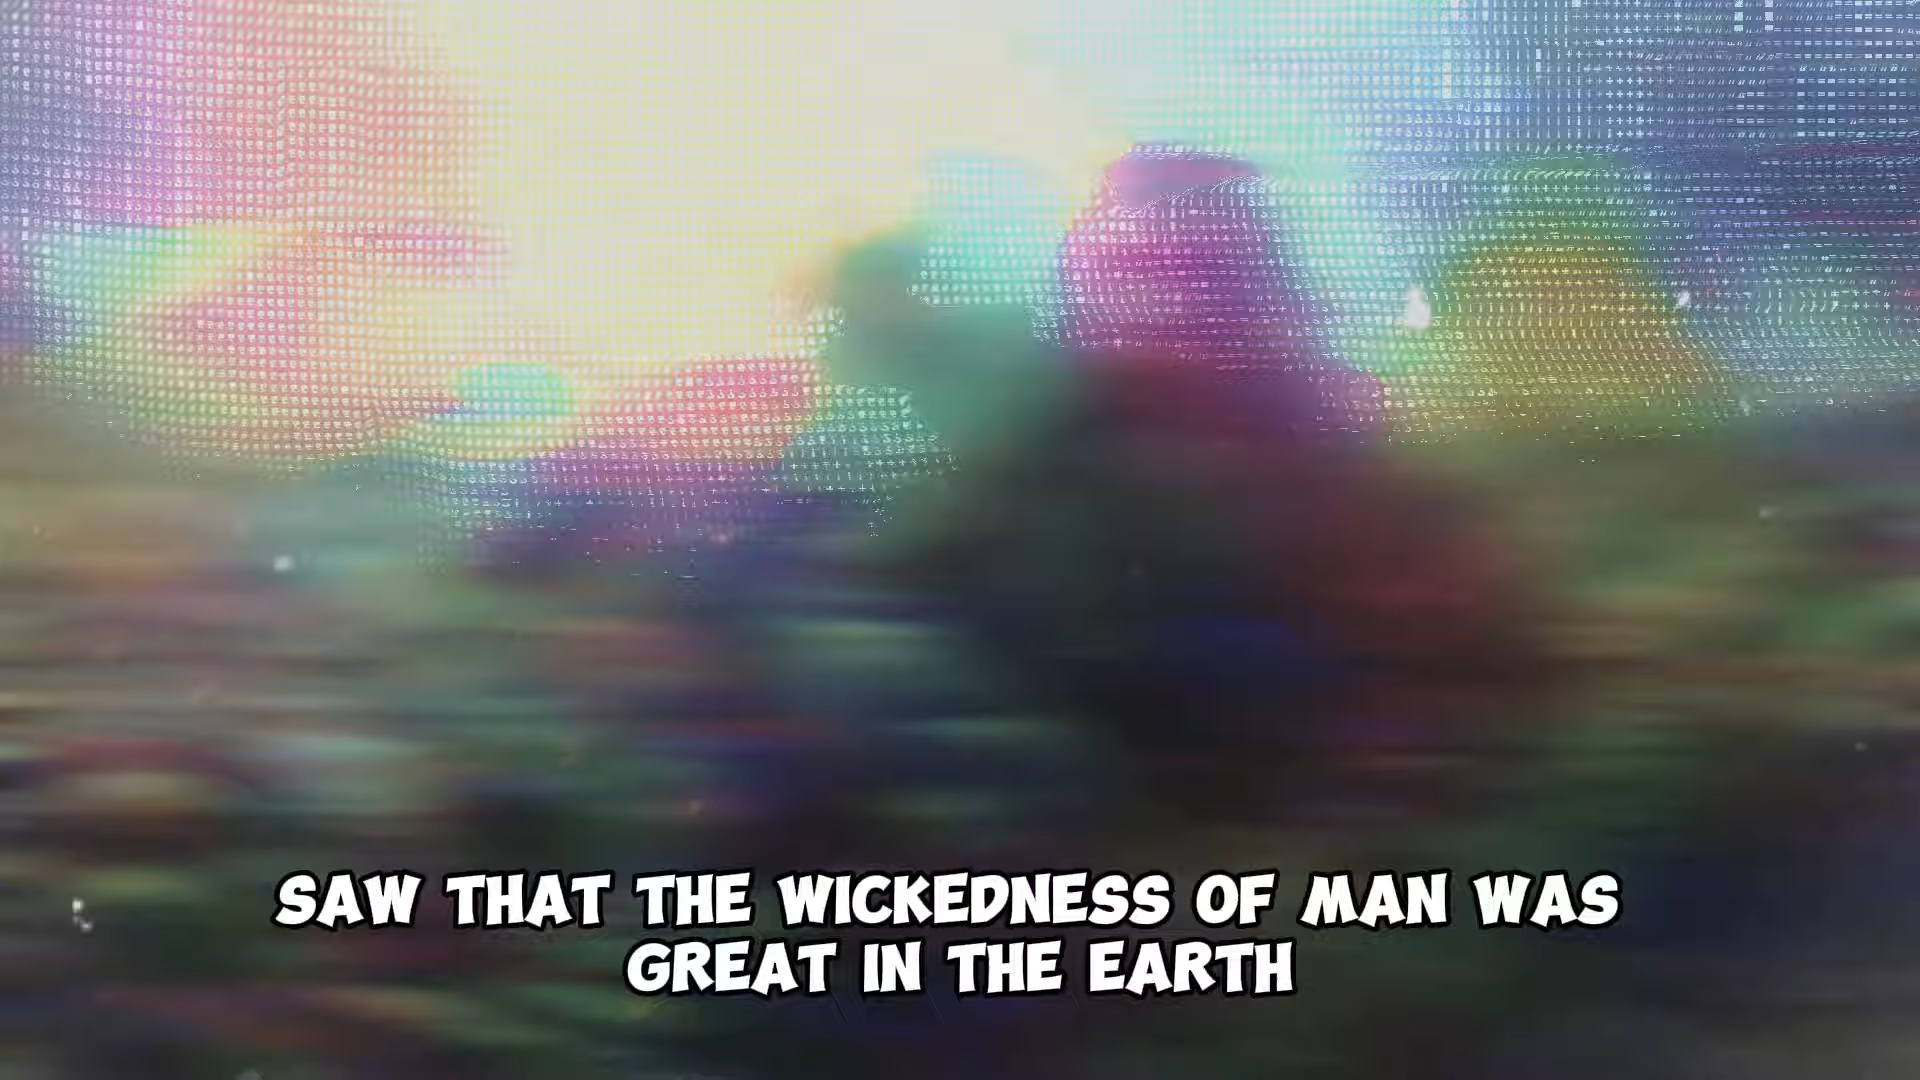 SAW THAT THE WICKEDNESS OF MAN WAS
GREAT IN THE EARTH